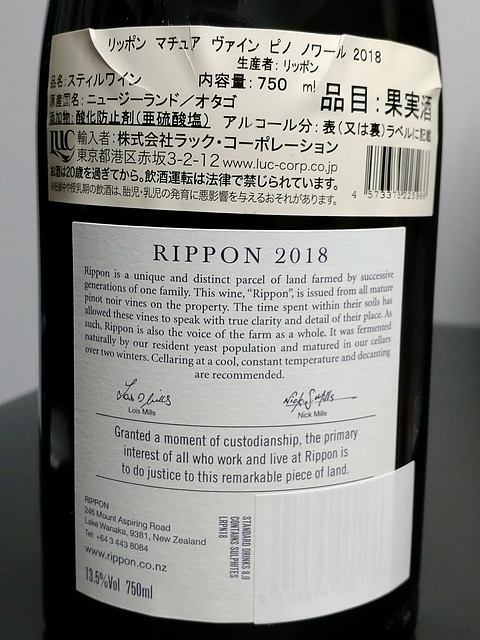 リッポン マチュア ヴァイン ピノ ノワール 2018
生産者: リッポン
品名: スティルワイン 内容量: 750 ml 品目: 果実酒
原産国名: ニュージーランド/オタゴ
添加物: 酸化防止剤(亜硫酸塩) アルコール分: 表(又は裏)ラベルに記載
LUC 輸入者: 株式会社ラック・コーポレーション
東京都港区赤坂3-2-12 www.luc-corp.co.jp
お酒は20歳を過ぎてから。飲酒運転は法律で禁じられています。
妊娠中や授乳期の飲酒は、胎児・乳児の発育に悪影響を与えるおそれがあります。
RIPPON 2018
Rippon is a unique and distinct parcel of land farmed by successive
generations of one family. This wine, “Rippon”, is issued from all mature
pinot noir vines on the property. The time spent within their soils has
allowed these vines to speak with true clarity and detail of their place. As
such, Rippon is also the voice of the farm as a whole. It was fermented
naturally by our resident yeast population and matured in our cellars
over two winters. Cellaring at a cool, constant temperature and decanting
are recommended.
Lois Mills Nick Mills
Granted a moment of custodianship, the primary
interest of all who work and live at Rippon is
to do justice to this remarkable piece of land.
RIPPON
246 Mount Aspiring Road
Lake Wanaka, 9381, New Zealand
Tel: +64 3 443 8084
www.rippon.co.nz
13.5%Vol 750ml
STANDARD DRINKS 8.0
CONTAINS SULPHITES
LRPN18